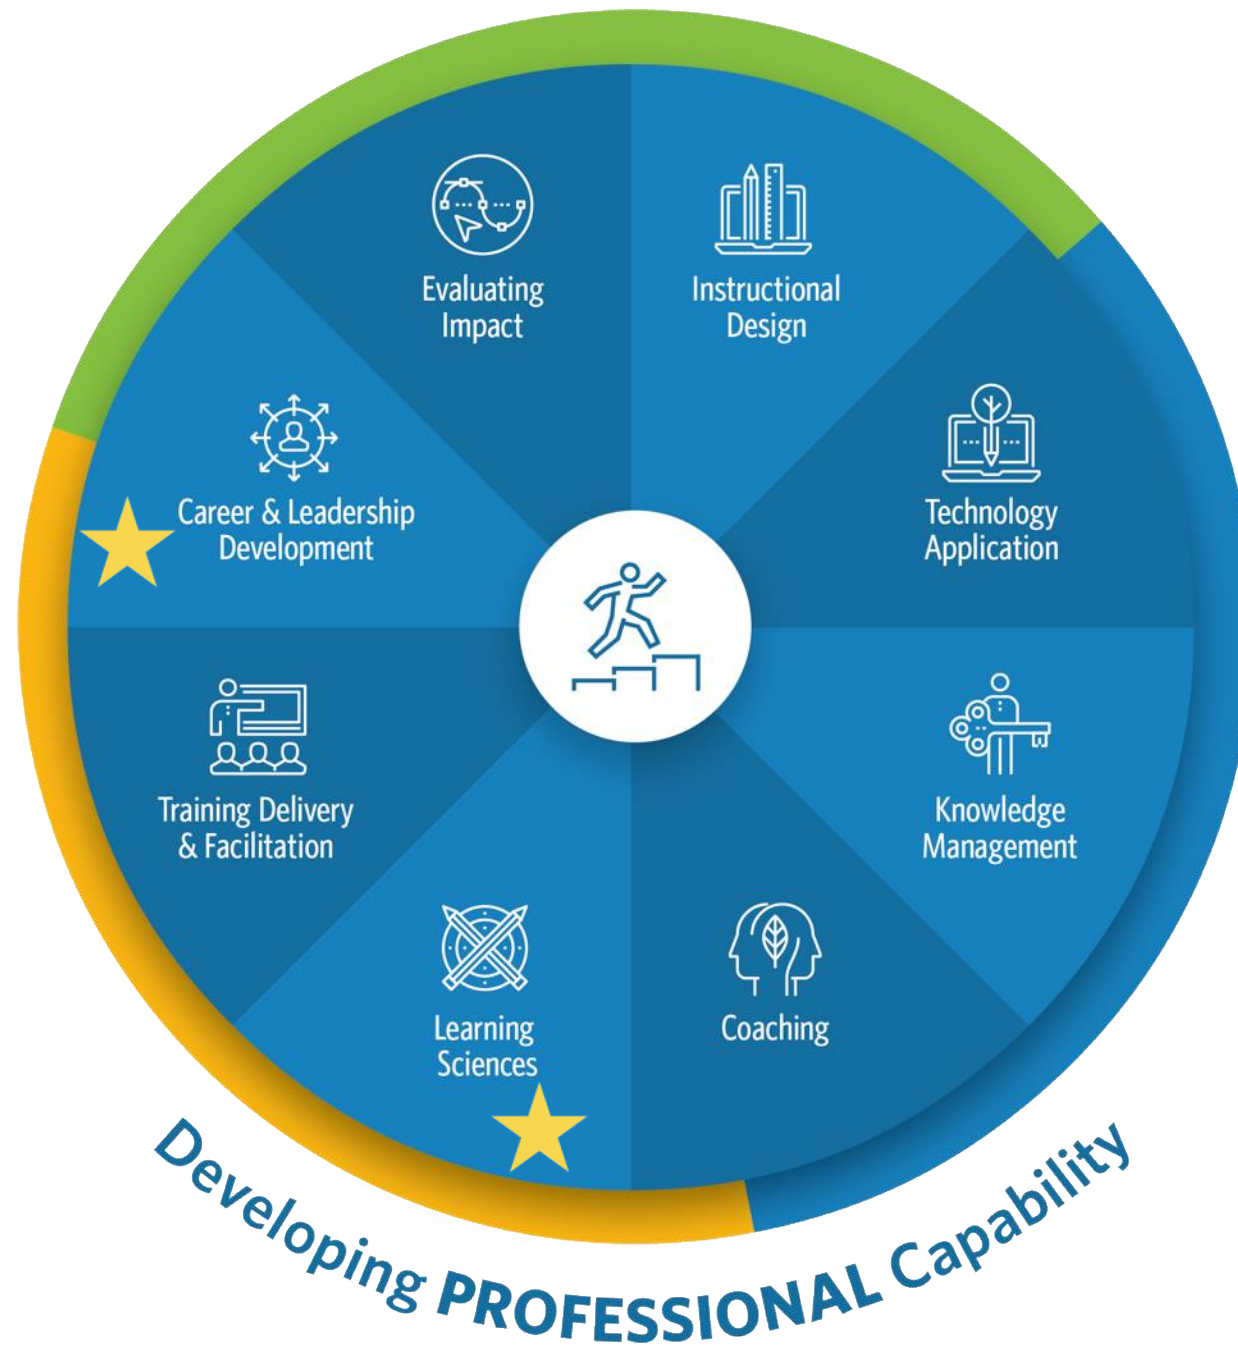 Evaluating
Impact
Instructional
Design
Career & Leadership
Development
Technology
Application
Training Delivery
& Facilitation
Knowledge
Management
Learning
Sciences
Coaching
Developing PROFESSIONAL Capability